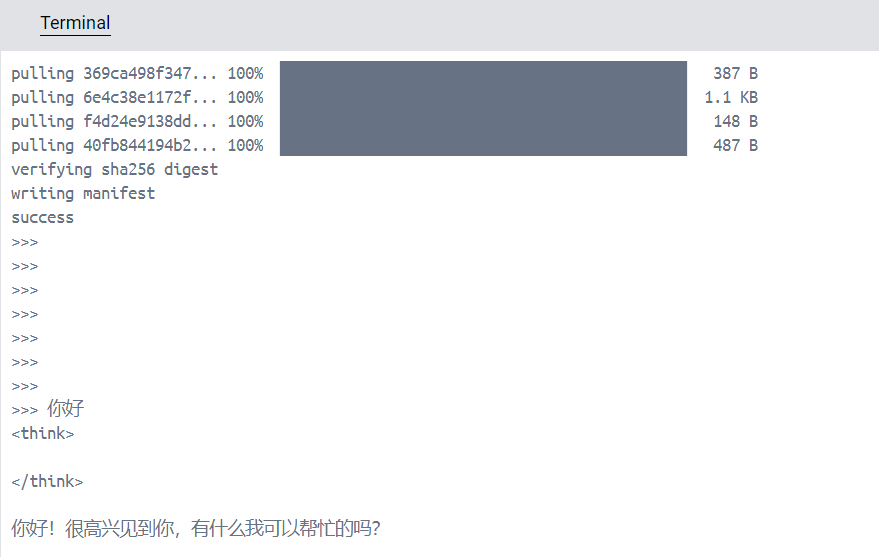 Terminal
pulling 369ca498f347... 100% 387 B
pulling 6e4c38e1172f... 100% 1.1 KB
pulling f4d24e9138dd... 100% 148 B
pulling 40fb844194b2... 100% 487 B
verifying sha256 digest
writing manifest
success
>>>
>>>
>>>
>>>
>>>
>>>
>>>
>>> 你好
<think>
</think>
你好！很高兴见到你，有什么我可以帮忙的吗？